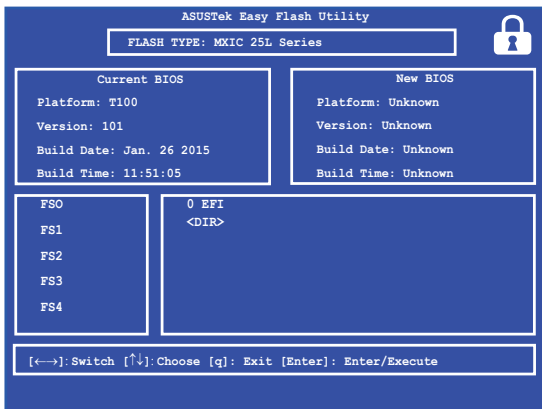 ASUSTek Easy Flash Utility
FLASH TYPE: MXIC 25L Series
Current BIOS
Platform: T100
Version: 101
Build Date: Jan. 26 2015
Build Time: 11:51:05
New BIOS
Platform: Unknown
Version: Unknown
Build Date: Unknown
Build Time: Unknown
FSO
FS1
FS2
FS3
FS4
0 EFI
<DIR>
[←→]: Switch [↑↓]: Choose [q]: Exit [Enter]: Enter/Execute